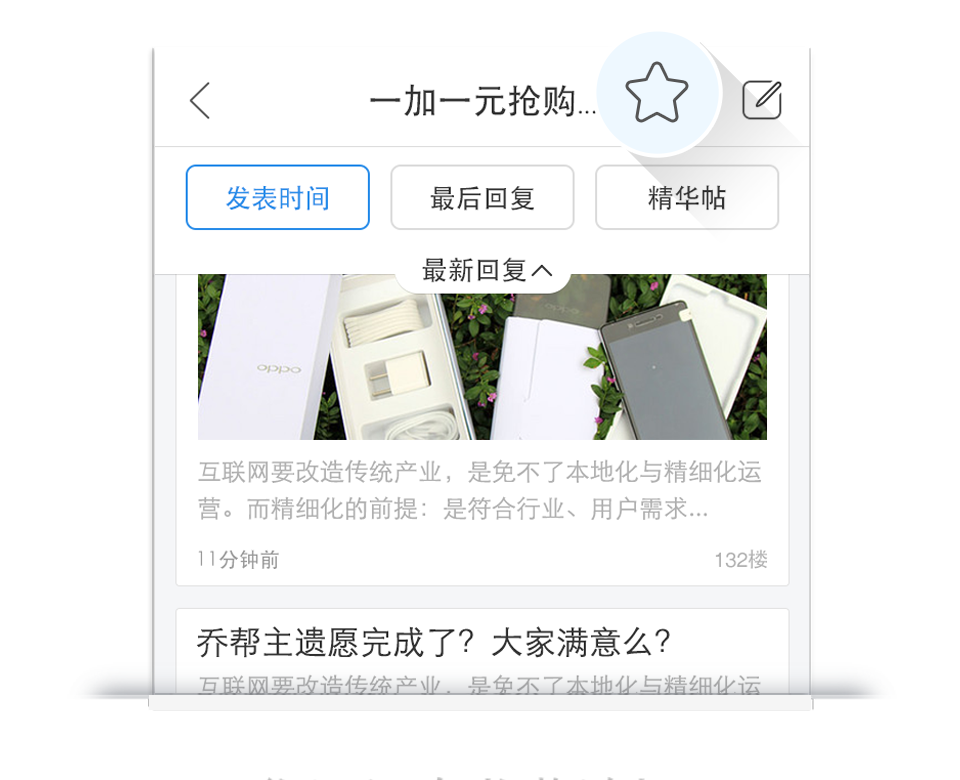 一加一元抢购...
发表时间
最后回复
精华帖
最新回复
oppo
互联网要改造传统产业，是免不了本地化与精细化运
营。而精细化的前提：是符合行业、用户需求...
11分钟前
132楼
乔帮主遗愿完成了？大家满意么？
互联网要改造传统产业，是免不了本地化与精细化运